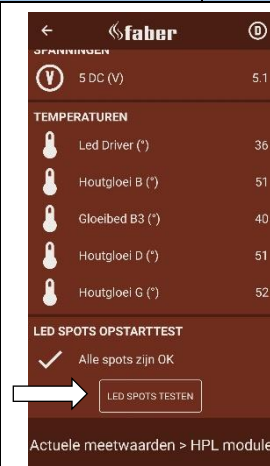 faber
D
SPANNINGEN
V 5 DC (V) 5.1
TEMPERATUREN
Led Driver (°) 36
Houtgloei B (°) 51
Gloeibed B3 (°) 40
Houtgloei D (°) 51
Houtgloei G (°) 52
LED SPOTS OPSTARTTEST
Alle spots zijn OK
LED SPOTS TESTEN
Actuele meetwaarden > HPL module